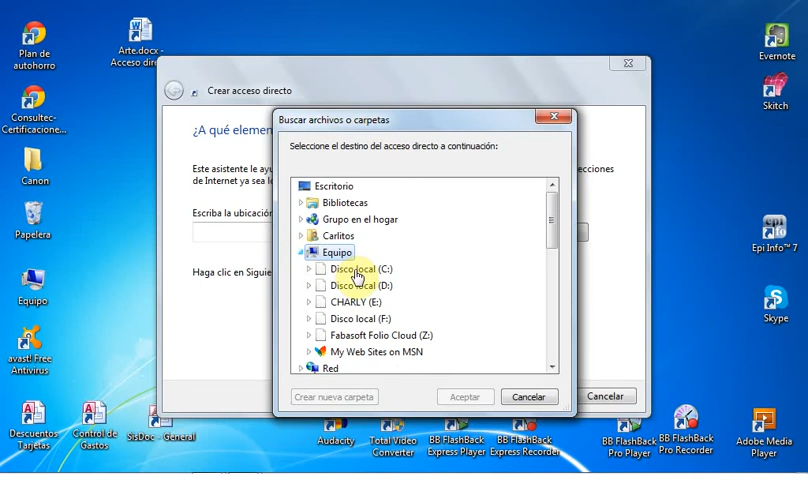 Plan de
autohorro
Arte.docx -
Acceso dire
Consultec-
Certificacione...
Canon
Papelera
Equipo
avast! Free
Antivirus
Descuentos
Tarjetas
Control de
Gastos
SisDoc - General
Crear acceso directo
¿A qué elemen
Este asistente le ay
de Internet ya sea l
ecciones
Escriba la ubicación
Haga clic en Siguie
Cancelar
Buscar archivos o carpetas
Seleccione el destino del acceso directo a continuación:
Escritorio
Bibliotecas
Grupo en el hogar
Carlitos
Equipo
Disco local (C:)
Disco local (D:)
CHARLY (E:)
Disco local (F:)
Fabasoft Folio Cloud (Z:)
My Web Sites on MSN
Red
Crear nueva carpeta
Aceptar
Cancelar
Audacity
Total Video
Converter
BB FlashBack
Express Player
BB FlashBack
Express Recorder
BB FlashBack
Pro Player
BB FlashBack
Pro Recorder
Adobe Media
Player
Evernote
Skitch
Epi Info™ 7
Skype